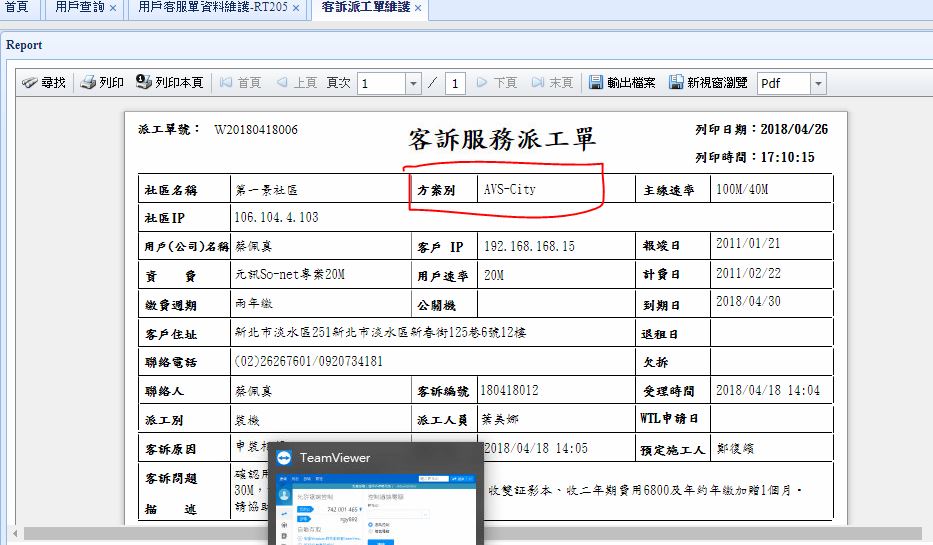 首頁 用戶查詢 × 用戶客服單資料維護-RT205 × 客訴派工單維護 ×
Report
尋找 列印 列印本頁 首頁 上頁 頁次 1 / 1 下頁 末頁 輸出檔案 新視窗瀏覽 Pdf
派工單號： W20180418006 客訴服務派工單 列印日期：2018/04/26
列印時間：17:10:15
社區名稱 第一景社區 方案別 AVS-City 主線速率 100M/40M
社區IP 106.104.4.103
用戶(公司)名稱 蔡佩真 客戶 IP 192.168.168.15 報竣日 2011/01/21
資 費 元訊So-net專案20M 用戶速率 20M 計費日 2011/02/22
繳費週期 兩年繳 公關機 到期日 2018/04/30
客戶住址 新北市淡水區251新北市淡水區新春街125巷6號12樓 退租日
聯絡電話 (02)26267601/0920734181 欠拆
聯絡人 蔡佩真 客訴編號 180418012 受理時間 2018/04/18 14:04
派工別 裝機 派工人員 葉美娜 WTL申請日
客訴原因 申裝 2018/04/18 14:05 預定施工人 鄭復繽
客訴問題 確認
30M， 收雙証影本、收二年期費用6800及年約年繳加贈1個月。
描 述 請協
TeamViewer
742 001 465
rgy892